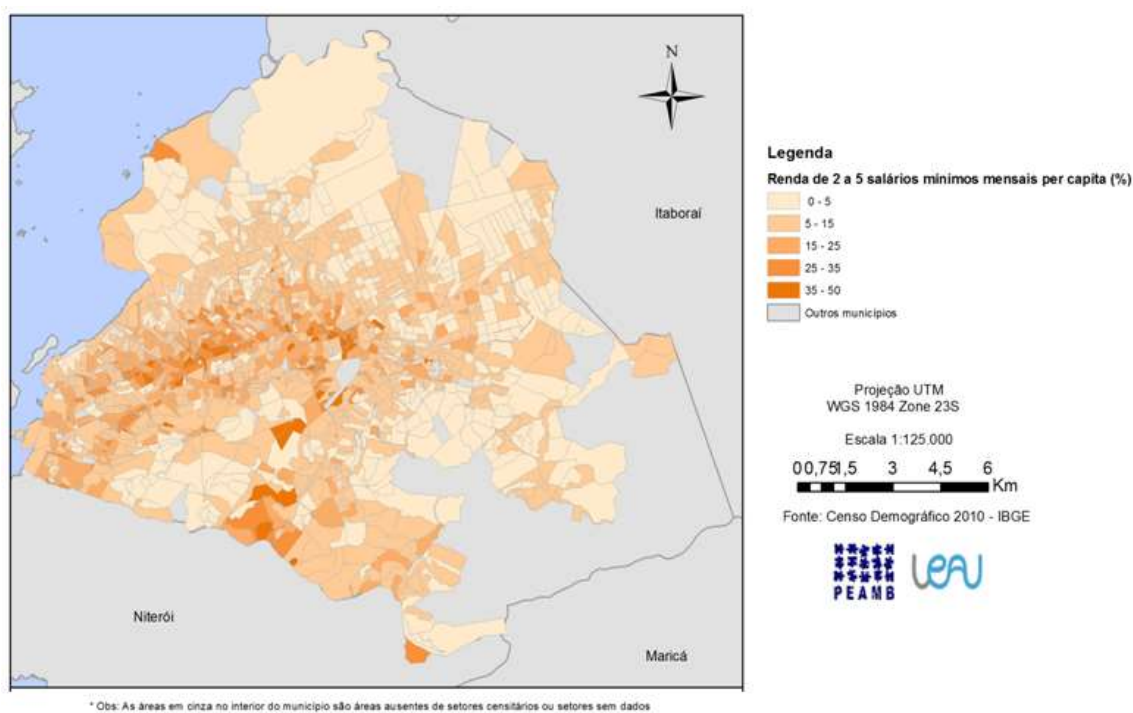 N
Itaboraí
Niterói
Maricá
Legenda
Renda de 2 a 5 salários mínimos mensais per capita (%)
0 - 5
5 - 15
15 - 25
25 - 35
35 - 50
Outros municípios
Projeção UTM
WGS 1984 Zone 23S
Escala 1:125.000
0 0,75 1,5 3 4,5 6
Km
Fonte: Censo Demográfico 2010 - IBGE
PEAMB
LEAU
* Obs: As áreas em cinza no interior do município são áreas ausentes de setores censitários ou setores sem dados